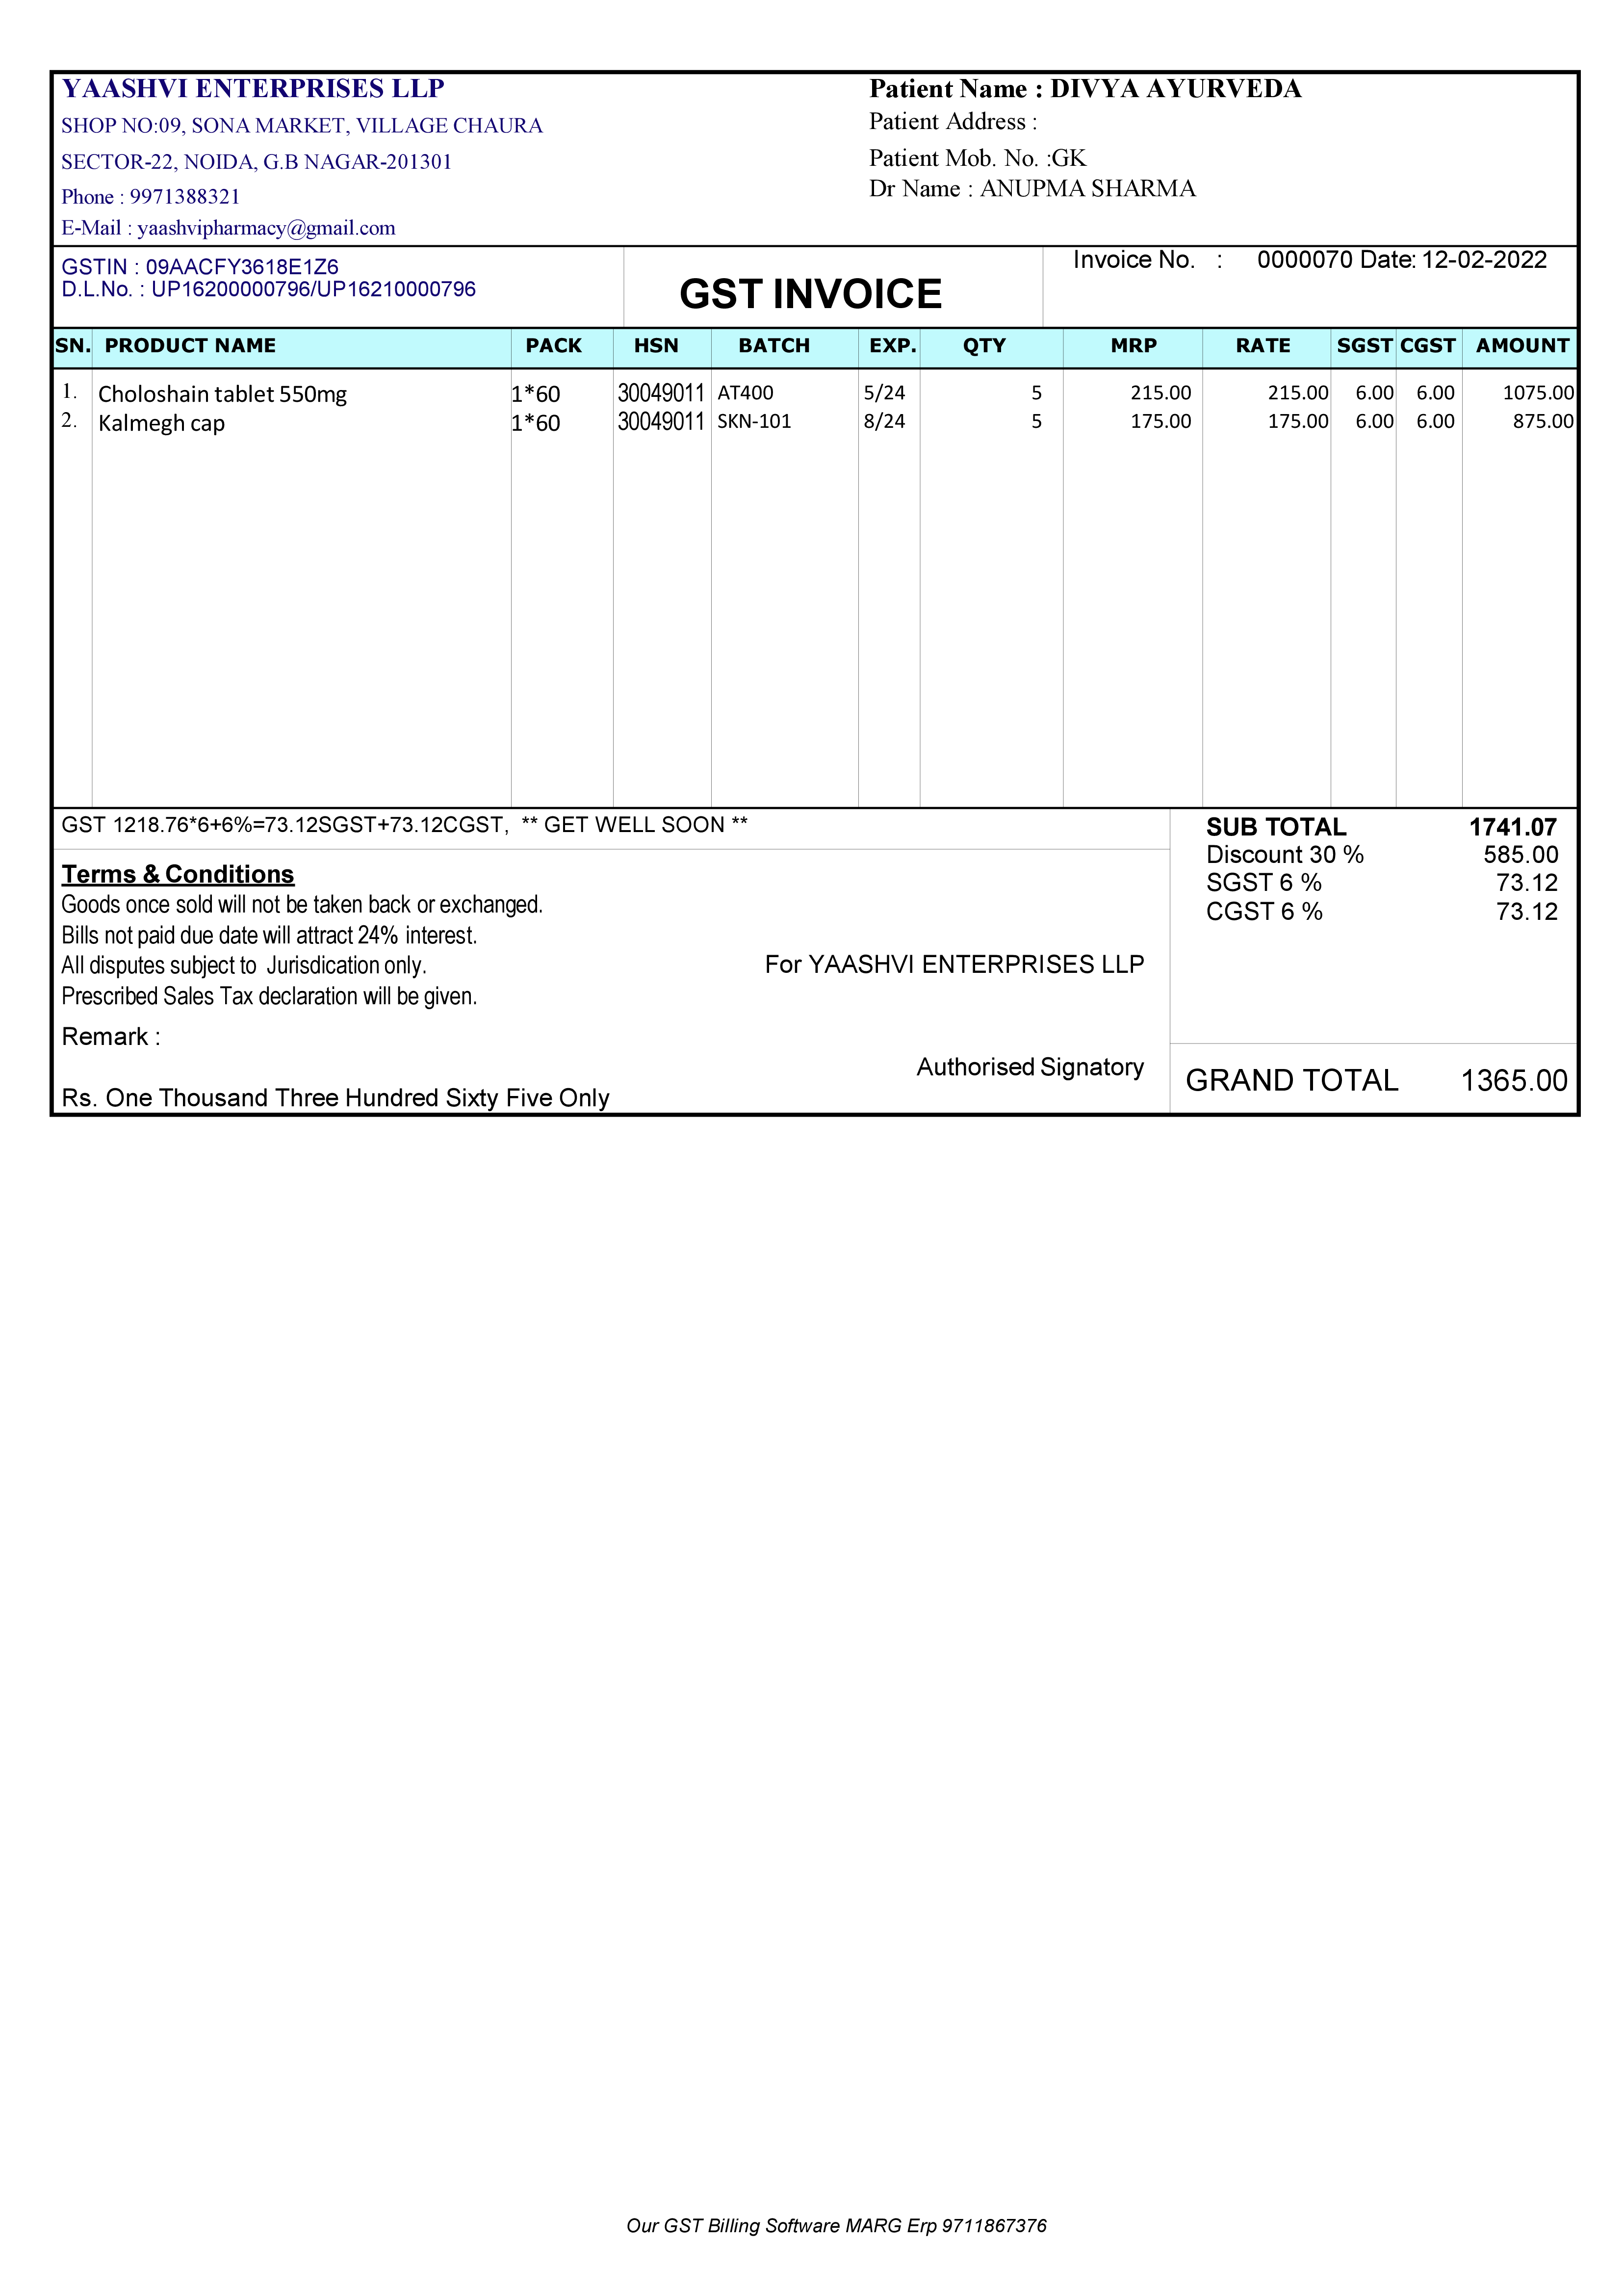 YAASHVI ENTERPRISES LLP
SHOP NO:09, SONA MARKET, VILLAGE CHAURA
SECTOR-22, NOIDA, G.B NAGAR-201301
Phone : 9971388321
E-Mail : yaashvipharmacy@gmail.com
Patient Name : DIVYA AYURVEDA
Patient Address :
Patient Mob. No. :GK
Dr Name : ANUPMA SHARMA
GSTIN : 09AACFY3618E1Z6
D.L.No. : UP16200000796/UP16210000796
GST INVOICE
Invoice No. : 0000070 Date: 12-02-2022
SN. PRODUCT NAME PACK HSN BATCH EXP. QTY MRP RATE SGST CGST AMOUNT
1. Choloshain tablet 550mg 1*60 30049011 AT400 5/24 5 215.00 215.00 6.00 6.00 1075.00
2. Kalmegh cap 1*60 30049011 SKN-101 8/24 5 175.00 175.00 6.00 6.00 875.00
GST 1218.76*6+6%=73.12SGST+73.12CGST, ** GET WELL SOON **
Terms & Conditions
Goods once sold will not be taken back or exchanged.
Bills not paid due date will attract 24% interest.
All disputes subject to Jurisdication only.
Prescribed Sales Tax declaration will be given.
Remark :
Rs. One Thousand Three Hundred Sixty Five Only
For YAASHVI ENTERPRISES LLP
Authorised Signatory
SUB TOTAL 1741.07
Discount 30 % 585.00
SGST 6 % 73.12
CGST 6 % 73.12
GRAND TOTAL 1365.00
Our GST Billing Software MARG Erp 9711867376